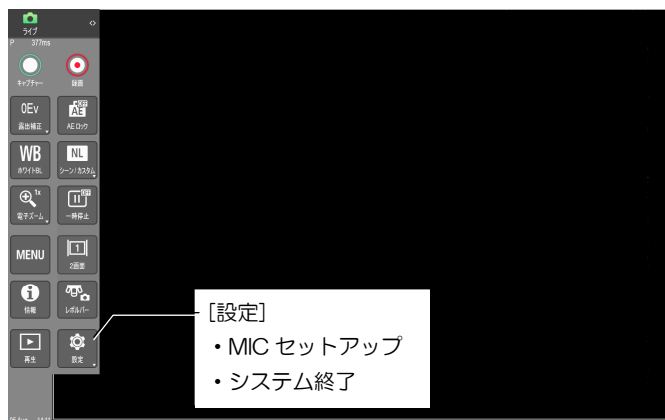 ライブ
P 377ms
キャプチャー 録画
0Ev OFF AE
露出補正 AEロック
WB NL
ホワイトBL シーン/カスタム
1x OFF
電子ズーム 一時停止
MENU 1
2画面
情報 レボルバー
再生 設定
[設定]
・MIC セットアップ
・システム終了